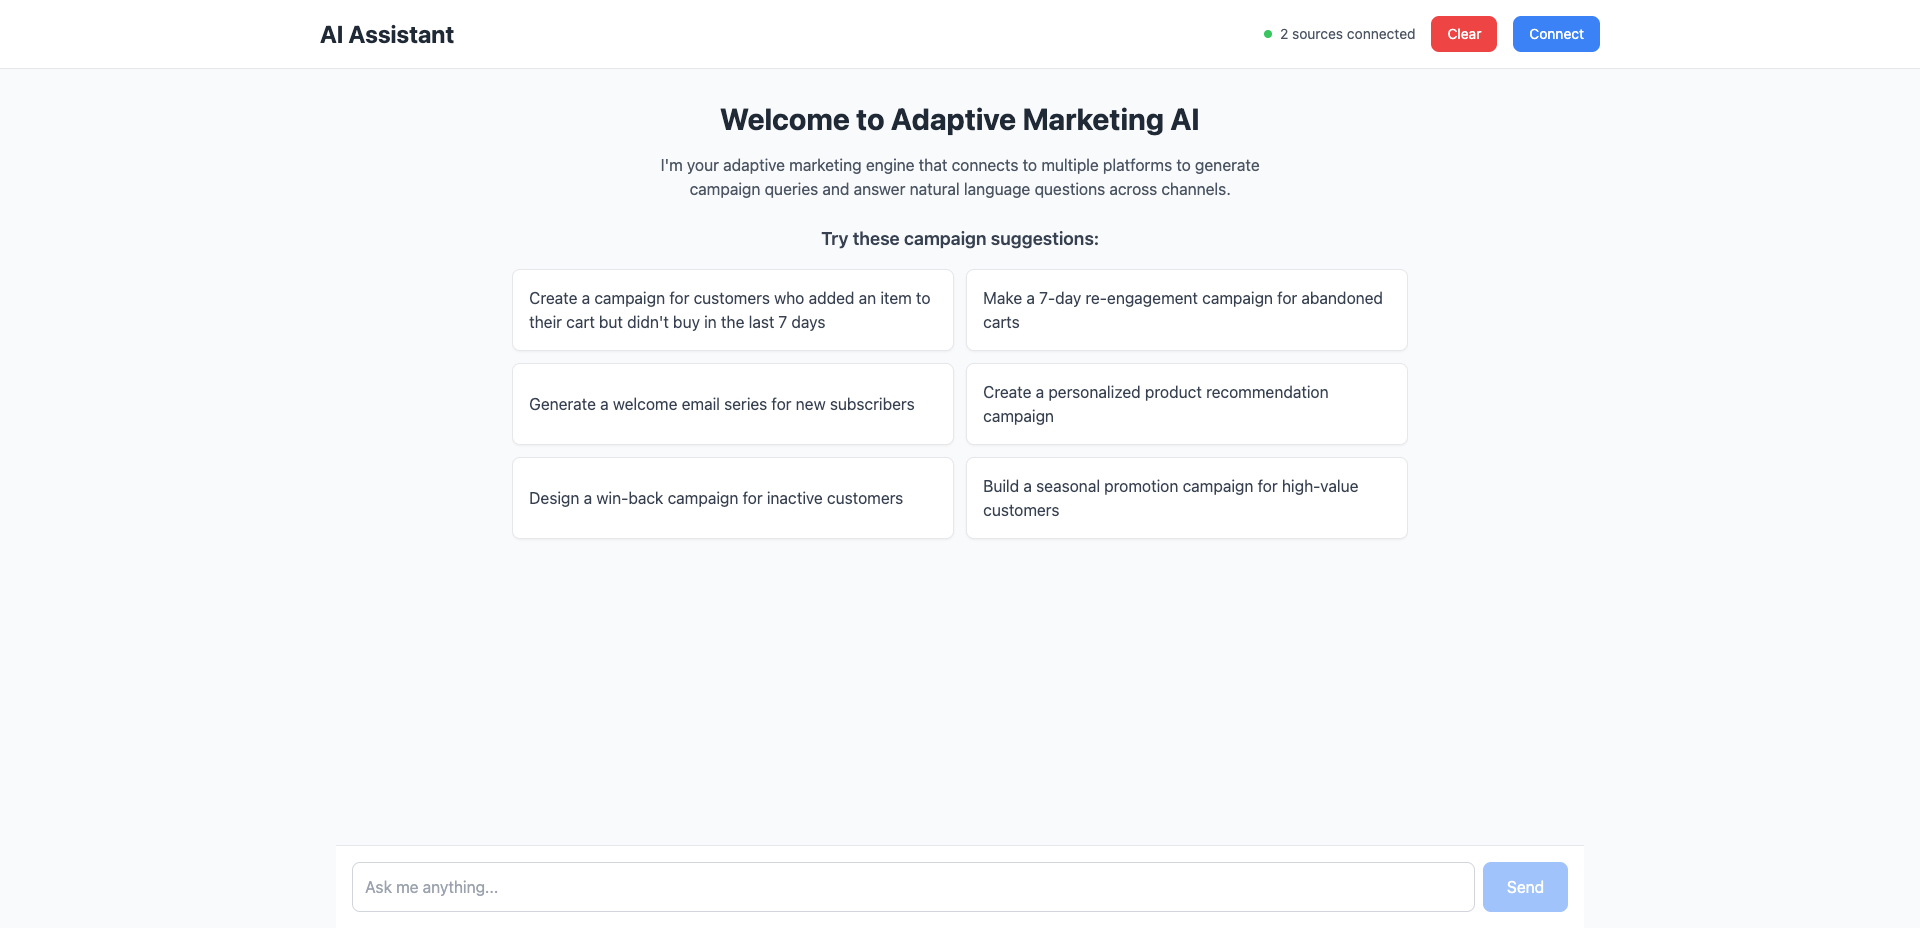 AI Assistant
2 sources connected
Clear
Connect
Welcome to Adaptive Marketing AI
I'm your adaptive marketing engine that connects to multiple platforms to generate
campaign queries and answer natural language questions across channels.
Try these campaign suggestions:
Create a campaign for customers who added an item to
their cart but didn't buy in the last 7 days
Make a 7-day re-engagement campaign for abandoned
carts
Generate a welcome email series for new subscribers
Create a personalized product recommendation
campaign
Design a win-back campaign for inactive customers
Build a seasonal promotion campaign for high-value
customers
Ask me anything...
Send